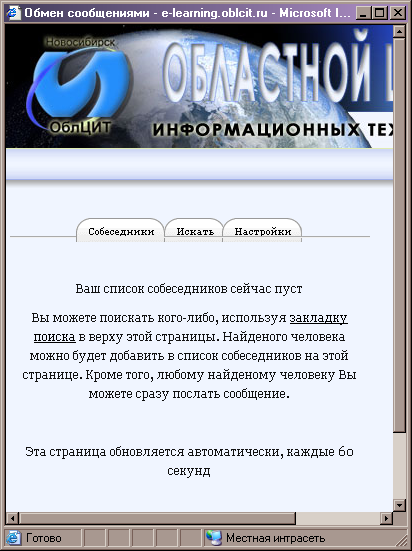 Обмен сообщениями - e-learning.oblcit.ru - Microsoft I...
Новосибирск
ОблЦИТ
ОБЛАСТНОЙ
ИНФОРМАЦИОННЫХ ТЕХ
Собеседники
Искать
Настройки
Ваш список собеседников сейчас пуст
Вы можете поискать кого-либо, используя закладку
поиска в верху этой страницы. Найденого человека
можно будет добавить в список собеседников на этой
странице. Кроме того, любому найденому человеку Вы
можете сразу послать сообщение.
Эта страница обновляется автоматически, каждые 60
секунд
Готово
Местная интрасеть